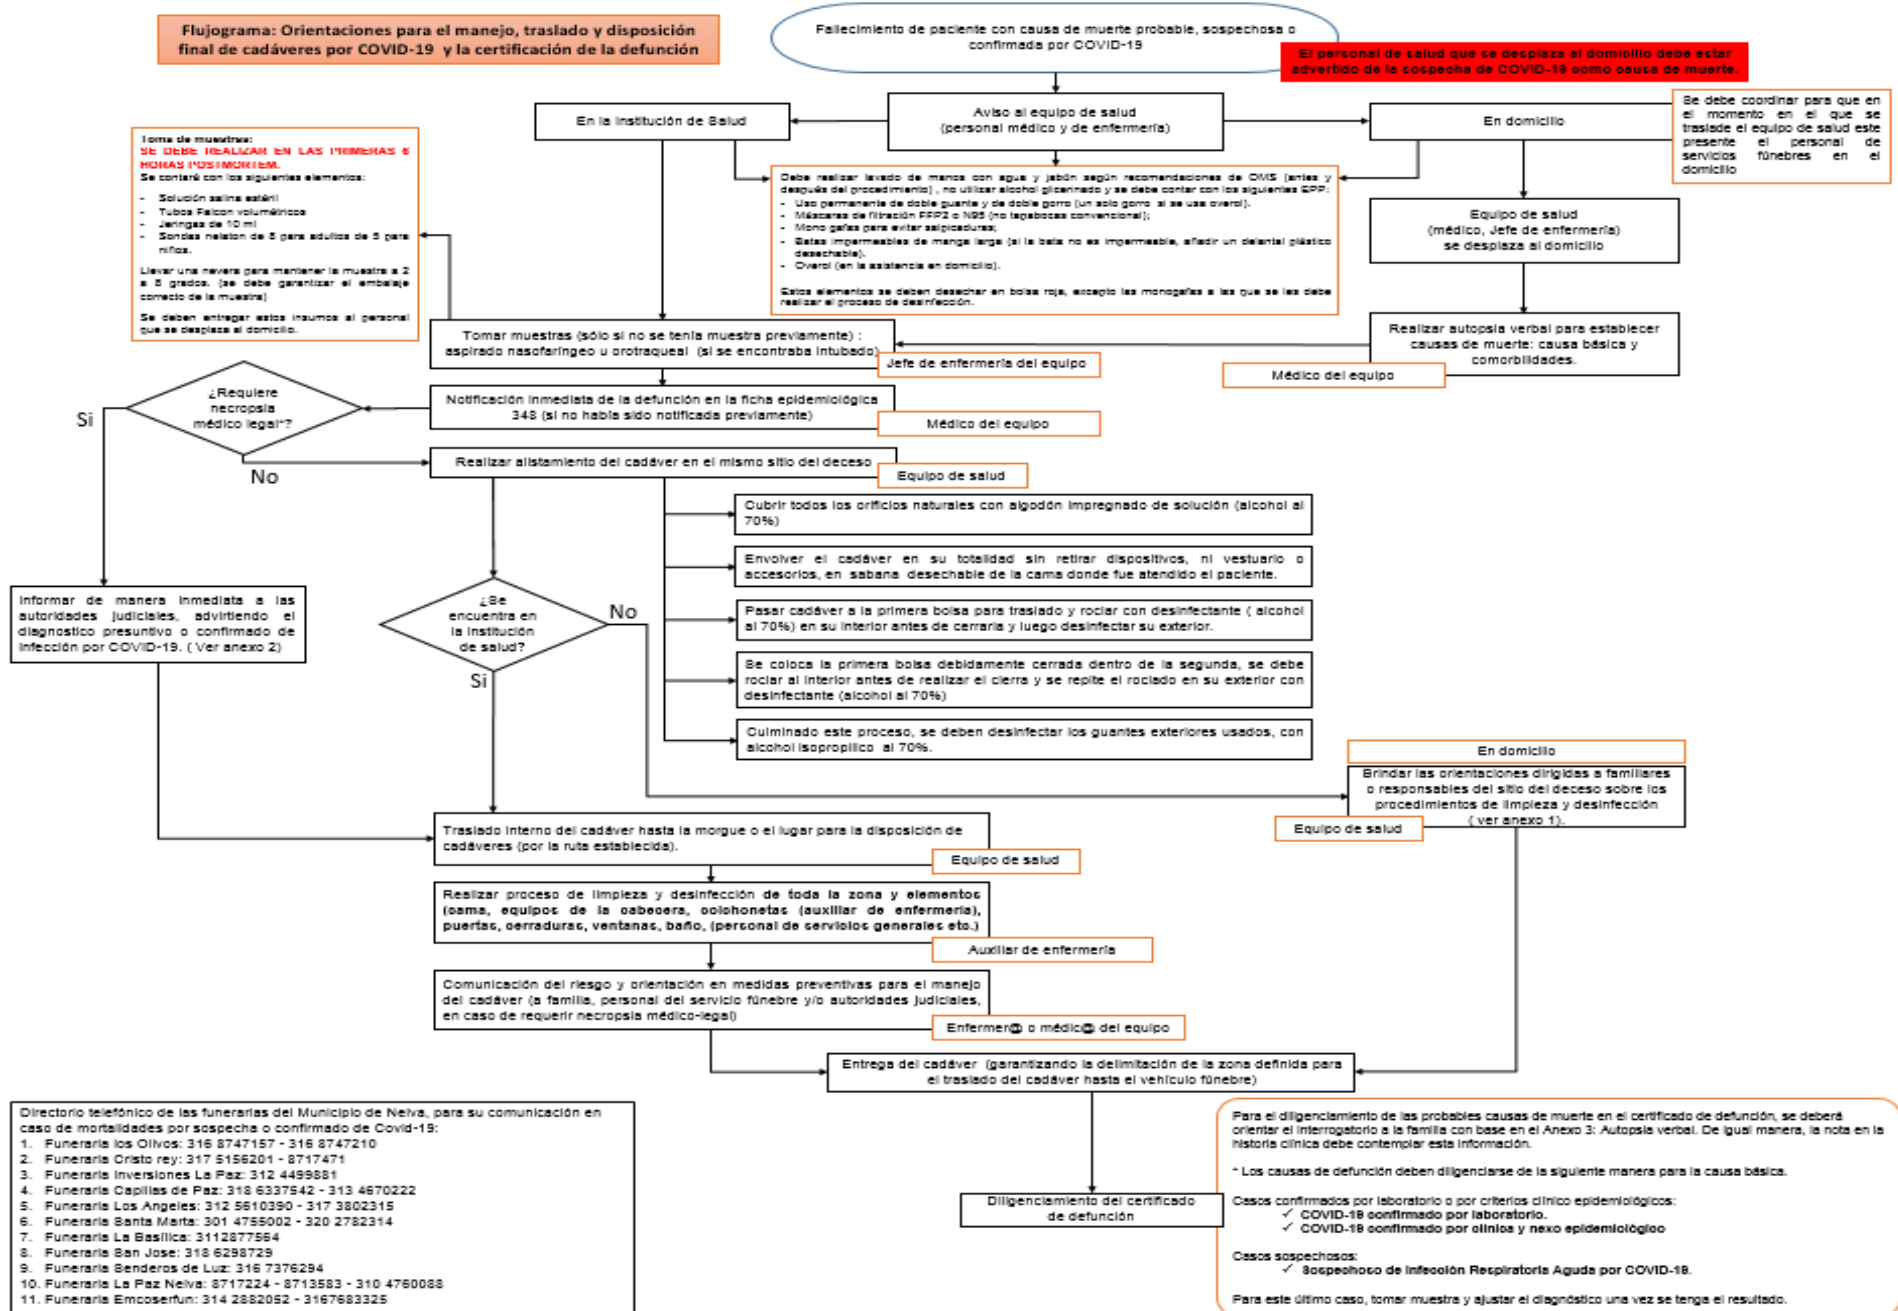 Flujograma: Orientaciones para el manejo, traslado y disposición
final de cadáveres por COVID-19 y la certificación de la defunción
Fallecimiento de paciente con causa de muerte probable, sospechosa o
confirmada por COVID-19
El personal de salud que se desplaza al domicilio debe estar
advertido de la sospecha de COVID-19 como causa de muerte.
En la Institución de Salud
Aviso al equipo de salud
(personal médico y de enfermería)
En domicilio
Se debe coordinar para que en
el momento en el que se
traslade el equipo de salud este
presente el personal de
servicios fúnebres en el
domicilio
Toma de muestras:
SE DEBE REALIZAR EN LAS PRIMERAS 6
HORAS POSTMORTEM.
Se contará con los siguientes elementos:
- Solución salina estéril
- Tubos Falcon volumétricos
- Jeringas de 10 ml
- Sondas nelaton de 8 para adultos de 5 para
niños.
Llevar una nevera para mantener la muestra a 2
a 8 grados. (se debe garantizar el embalaje
correcto de la muestra)
Se deben entregar estos insumos al personal
que se desplaza al domicilio.
Debe realizar lavado de manos con agua y jabón según recomendaciones de OMS (antes y
después del procedimiento) , no utilizar alcohol glicerinado y se debe contar con los siguientes EPP:
- Uso permanente de doble guante y de doble gorro (un solo gorro si se usa overol).
- Máscaras de filtración FFP2 o N95 (no tapabocas convencional);
- Mono gafas para evitar salpicaduras;
- Batas impermeables de manga larga (si la bata no es impermeable, añadir un delantal plástico
desechable).
- Overol (en la asistencia en domicilio).
Estos elementos se deben desechar en bolsa roja, excepto las monogafas a las que se les debe
realizar el proceso de desinfección.
Equipo de salud
(médico, Jefe de enfermería)
se desplaza al domicilio
Tomar muestras (sólo si no se tenía muestra previamente) :
aspirado nasofaríngeo u orotraqueal (si se encontraba intubado)
Jefe de enfermería del equipo
Realizar autopsia verbal para establecer
causas de muerte: causa básica y
comorbilidades.
Médico del equipo
¿Requiere
necropsia
médico legal*?
Si
No
Notificación inmediata de la defunción en la ficha epidemiológica
348 (si no había sido notificada previamente)
Médico del equipo
Realizar alistamiento del cadáver en el mismo sitio del deceso
Equipo de salud
Cubrir todos los orificios naturales con algodón impregnado de solución (alcohol al
70%)
Envolver el cadáver en su totalidad sin retirar dispositivos, ni vestuario o
accesorios, en sabana desechable de la cama donde fue atendido el paciente.
Pasar cadáver a la primera bolsa para traslado y rociar con desinfectante ( alcohol
al 70%) en su interior antes de cerrarla y luego desinfectar su exterior.
Se coloca la primera bolsa debidamente cerrada dentro de la segunda, se debe
rociar al interior antes de realizar el cierra y se repite el rociado en su exterior con
desinfectante (alcohol al 70%)
Culminado este proceso, se deben desinfectar los guantes exteriores usados, con
alcohol isopropílico al 70%.
Informar de manera inmediata a las
autoridades judiciales, advirtiendo el
diagnostico presuntivo o confirmado de
infección por COVID-19. ( Ver anexo 2)
¿Se
encuentra en
la institución
de salud?
No
Si
En domicilio
Brindar las orientaciones dirigidas a familiares
o responsables del sitio del deceso sobre los
procedimientos de limpieza y desinfección
( ver anexo 1).
Equipo de salud
Traslado interno del cadáver hasta la morgue o el lugar para la disposición de
cadáveres (por la ruta establecida).
Equipo de salud
Realizar proceso de limpieza y desinfección de toda la zona y elementos
(cama, equipos de la cabecera, colchonetas (auxiliar de enfermería),
puertas, cerraduras, ventanas, baño, (personal de servicios generales etc.)
Auxiliar de enfermería
Comunicación del riesgo y orientación en medidas preventivas para el manejo
del cadáver (a familia, personal del servicio fúnebre y/o autoridades judiciales,
en caso de requerir necropsia médico-legal)
Enfermer@ o médic@ del equipo
Entrega del cadáver (garantizando la delimitación de la zona definida para
el traslado del cadáver hasta el vehículo fúnebre)
Diligenciamiento del certificado
de defunción
Directorio telefónico de las funerarias del Municipio de Neiva, para su comunicación en
caso de mortalidades por sospecha o confirmado de Covid-19:
1. Funeraria los Olivos: 316 8747157 - 316 8747210
2. Funeraria Cristo rey: 317 5156201 - 8717471
3. Funeraria Inversiones La Paz: 312 4499881
4. Funeraria Capillas de Paz: 318 6337542 - 313 4670222
5. Funeraria Los Angeles: 312 5610390 - 317 3802315
6. Funeraria Santa Marta: 301 4755002 - 320 2782314
7. Funeraria La Basílica: 3112877564
8. Funeraria San Jose: 318 6298729
9. Funeraria Senderos de Luz: 316 7376294
10. Funeraria La Paz Neiva: 8717224 - 8713583 - 310 4760088
11. Funeraria Emcoserfun: 314 2882052 - 3167683325
Para el diligenciamiento de las probables causas de muerte en el certificado de defunción, se deberá
orientar el interrogatorio a la familia con base en el Anexo 3: Autopsia verbal. De igual manera, la nota en la
historia clínica debe contemplar esta información.
* Los causas de defunción deben diligenciarse de la siguiente manera para la causa básica.
Casos confirmados por laboratorio o por criterios clínico epidemiológicos:
✓ COVID-19 confirmado por laboratorio.
✓ COVID-19 confirmado por clínica y nexo epidemiológico
Casos sospechosos:
✓ Sospechoso de Infección Respiratoria Aguda por COVID-19.
Para este último caso, tomar muestra y ajustar el diagnóstico una vez se tenga el resultado.